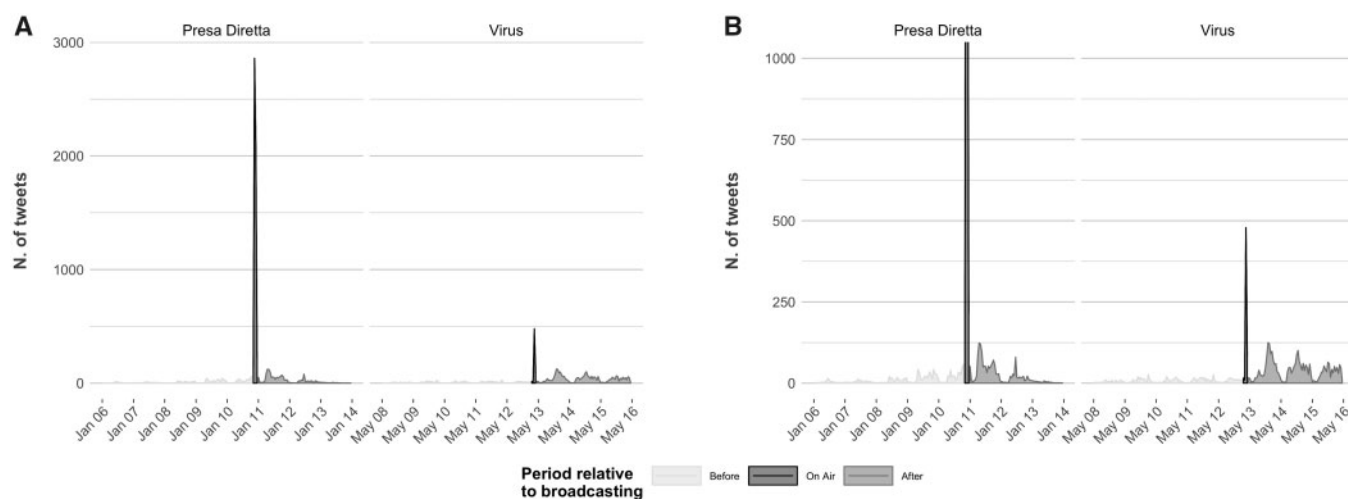 A
Presa Diretta
Virus
N. of tweets
3000
2000
1000
0
Jan 06
Jan 07
Jan 08
Jan 09
Jan 10
Jan 11
Jan 12
Jan 13
Jan 14
May 08
May 09
May 10
May 11
May 12
May 13
May 14
May 15
May 16
B
Presa Diretta
Virus
N. of tweets
1000
750
500
250
0
Jan 06
Jan 07
Jan 08
Jan 09
Jan 10
Jan 11
Jan 12
Jan 13
Jan 14
May 08
May 09
May 10
May 11
May 12
May 13
May 14
May 15
May 16
Period relative
to broadcasting
Before
On Air
After